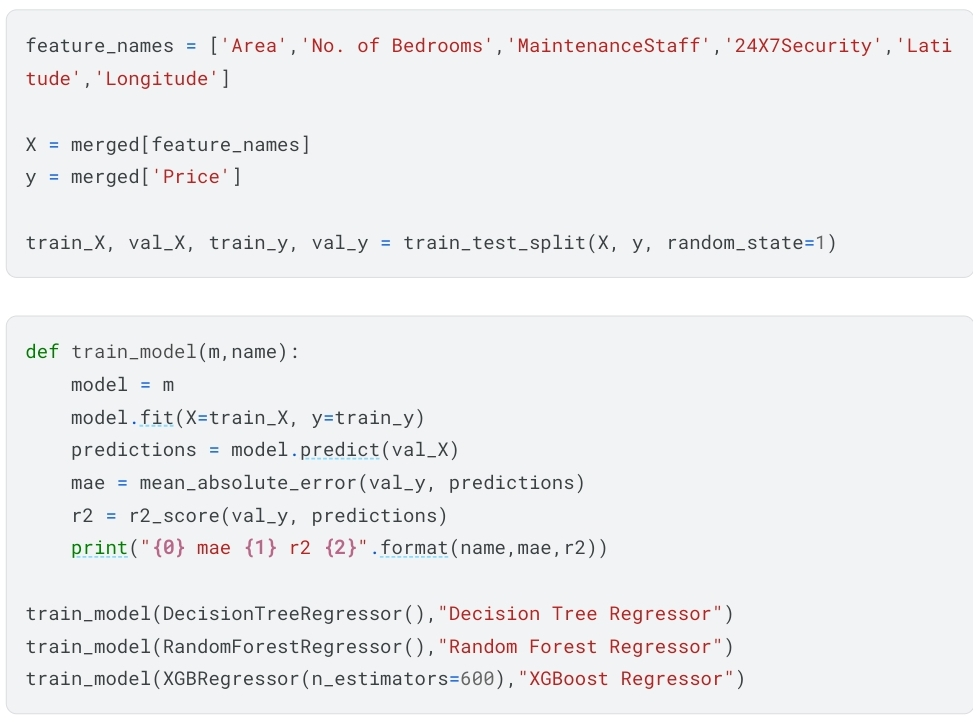 feature_names = ['Area','No. of Bedrooms','MaintenanceStaff','24X7Security','Lati
tude','Longitude']
X = merged[feature_names]
y = merged['Price']
train_X, val_X, train_y, val_y = train_test_split(X, y, random_state=1)
def train_model(m,name):
    model = m
    model.fit(X=train_X, y=train_y)
    predictions = model.predict(val_X)
    mae = mean_absolute_error(val_y, predictions)
    r2 = r2_score(val_y, predictions)
    print("{0} mae {1} r2 {2}".format(name,mae,r2))
train_model(DecisionTreeRegressor(),"Decision Tree Regressor")
train_model(RandomForestRegressor(),"Random Forest Regressor")
train_model(XGBRegressor(n_estimators=600),"XGBoost Regressor")